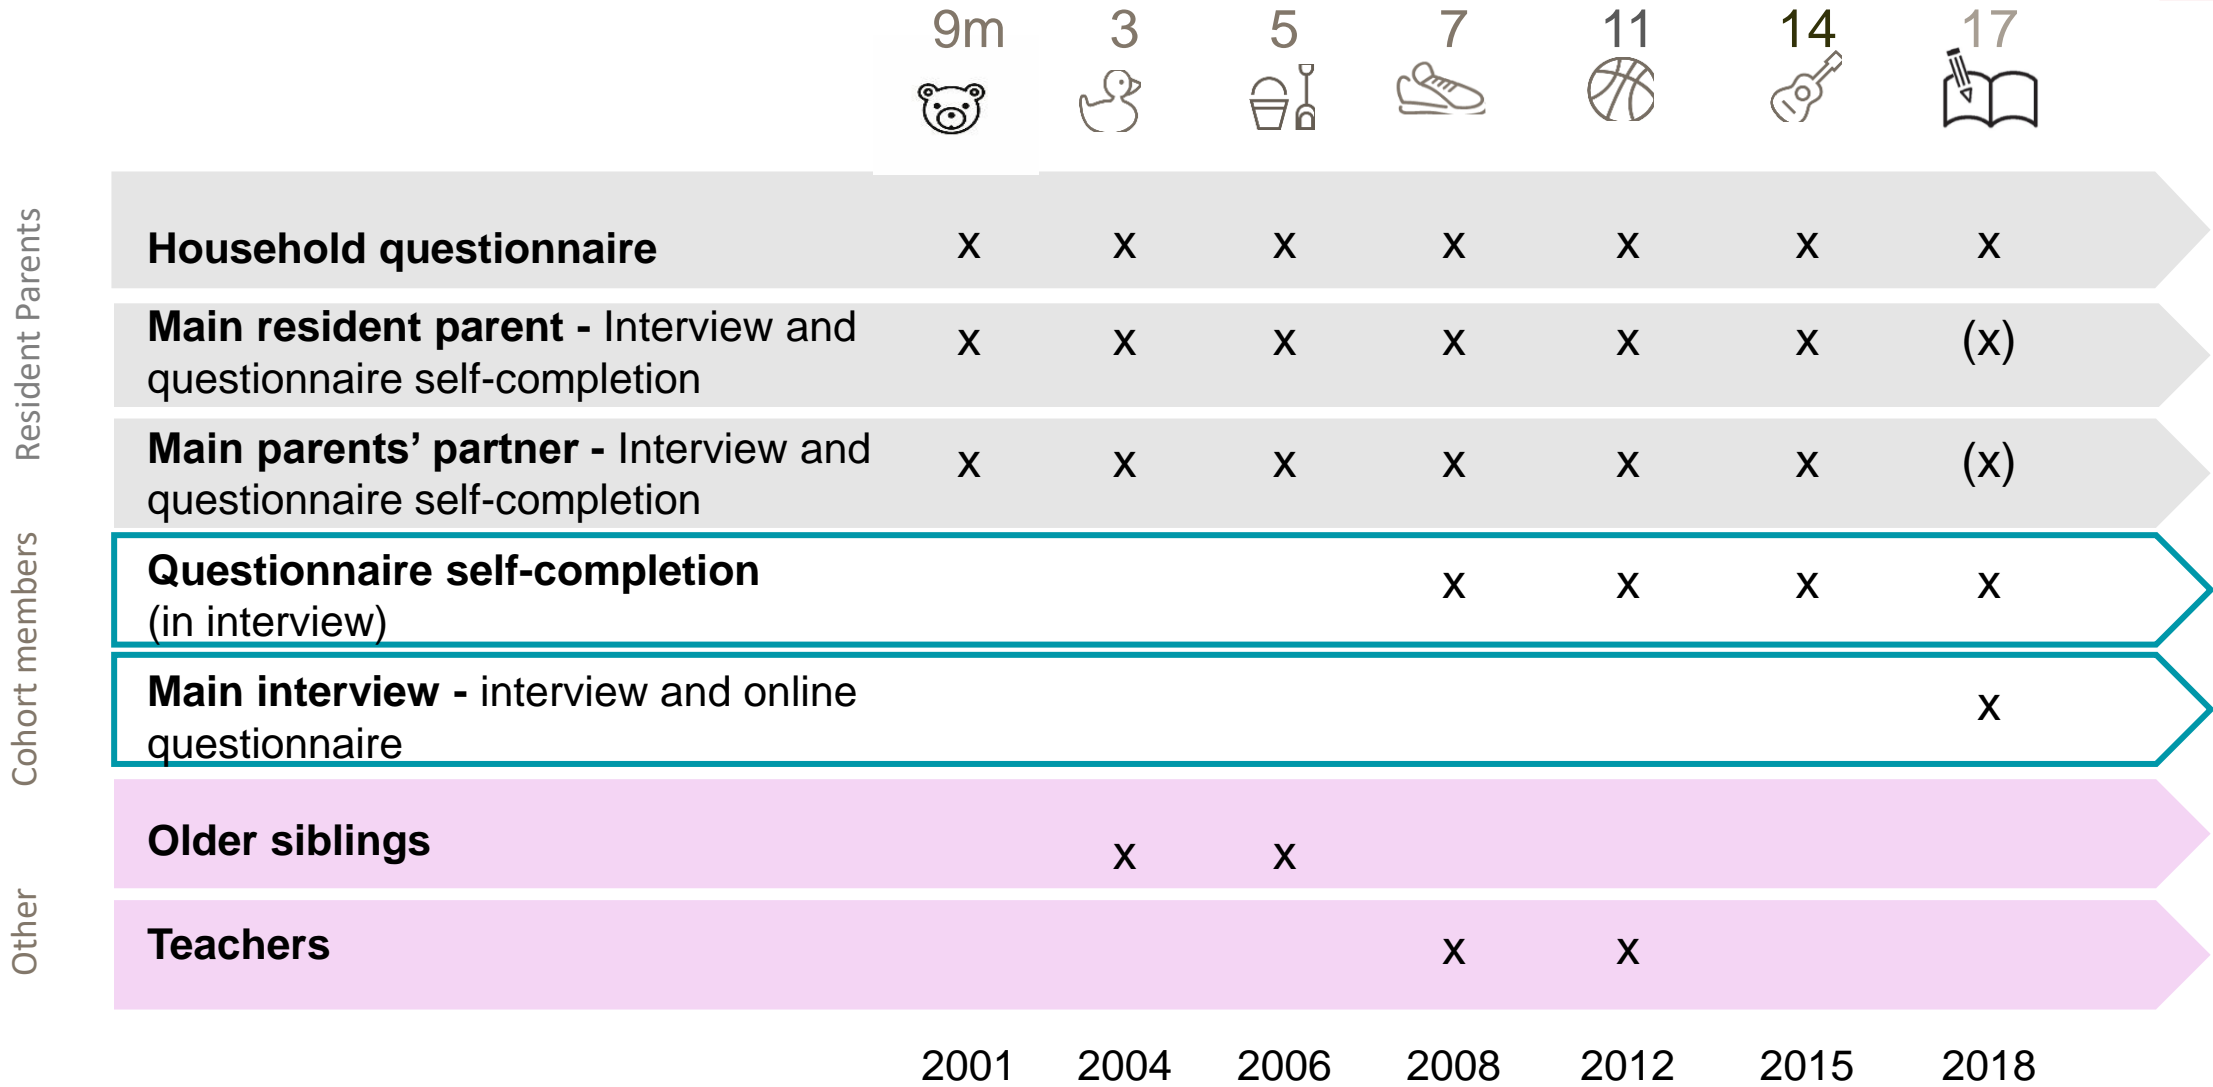 9m 3 5 7 11 14 17
Resident Parents
Household questionnaire x x x x x x x
Main resident parent - Interview and
questionnaire self-completion x x x x x x (x)
Main parents’ partner - Interview and
questionnaire self-completion x x x x x x (x)
Cohort members
Questionnaire self-completion
(in interview) x x x x
Main interview - interview and online
questionnaire x
Other
Older siblings x x
Teachers x x
2001 2004 2006 2008 2012 2015 2018